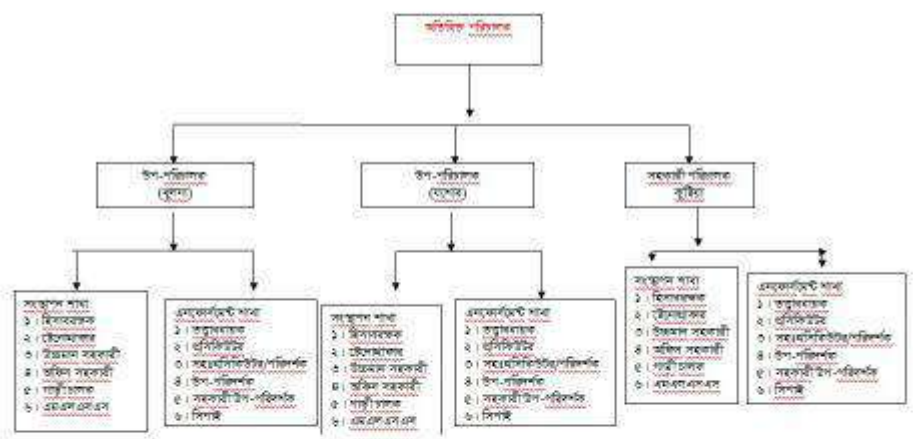 অতিরিক্ত পরিচালক
উপ-পরিচালক
(খুলনা)
উপ-পরিচালক
(যশোর)
সহকারী পরিচালক
কুষ্টিয়া
সংস্থাপন শাখা
১। হিসাবরক্ষক
২। টেলেক্সকার
৩। উচ্চমান সহকারী
৪। অফিস সহকারী
৫। গাড়ীচালক
৬। এমএলএসএস
এনফোর্সমেন্ট শাখা
১। তত্ত্বাবধায়ক
২। প্রসিকিউটর
৩। সহঃপ্রসিকিউটর/পরিদর্শক
৪। উপ-পরিদর্শক
৫। সহকারী উপ-পরিদর্শক
৬। সিপাই
সংস্থাপন শাখা
১। হিসাবরক্ষক
২।
৩। উচ্চমান সহকারী
৪। অফিস সহকারী
৫। গাড়ীচালক
৬। এমএলএসএস
এনফোর্সমেন্ট শাখা
১। তত্ত্বাবধায়ক
২। প্রসিকিউটর
৩। সহঃপ্রসিকিউটর/পরিদর্শক
৪। উপ-পরিদর্শক
৫। সহকারী উপ-পরিদর্শক
৬। সিপাই
সংস্থাপন শাখা
১। হিসাবরক্ষক
২।
৩। উচ্চমান সহকারী
৪। অফিস সহকারী
৫। গাড়ীচালক
৬। এমএলএসএস
এনফোর্সমেন্ট শাখা
১। তত্ত্বাবধায়ক
২। প্রসিকিউটর
৩। সহঃপ্রসিকিউটর/পরিদর্শক
৪। উপ-পরিদর্শক
৫। সহকারী উপ-পরিদর্শক
৬। সিপাই